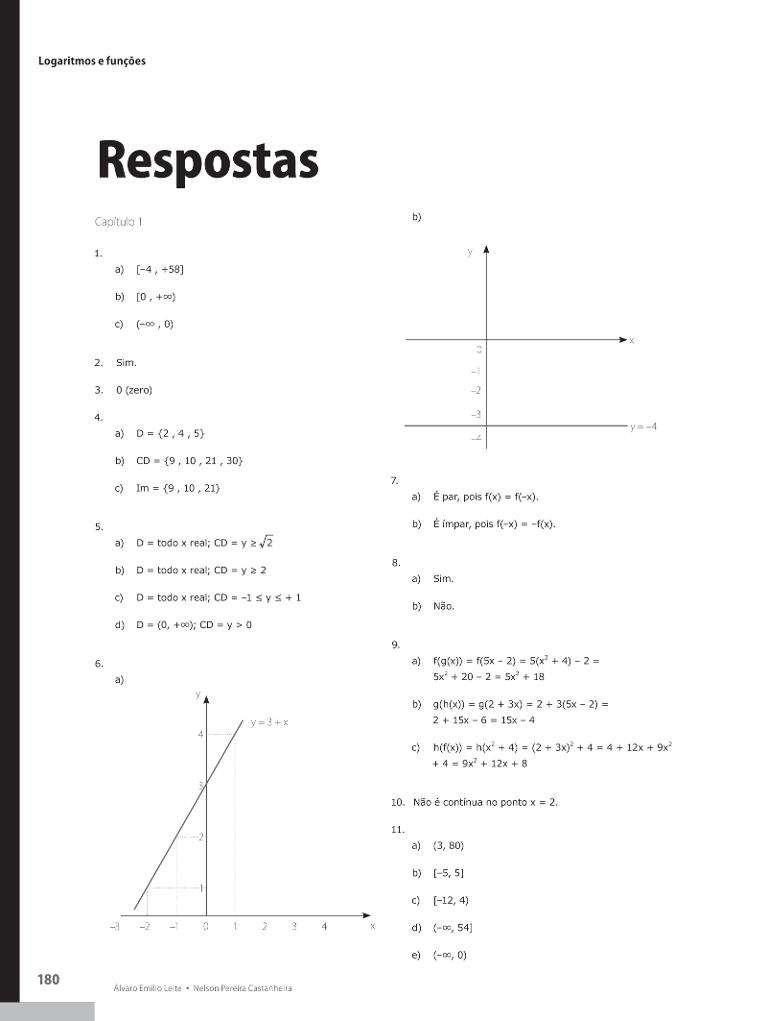 Logaritmos e funções
Respostas
Capítulo 1
1.
a) [–4 , +58]
b) [0 , +∞)
c) (–∞ , 0)
2. Sim.
3. 0 (zero)
4.
a) D = {2 , 4 , 5}
b) CD = {9 , 10 , 21 , 30}
c) Im = {9 , 10 , 21}
5.
a) D = todo x real; CD = y ≥ √2
b) D = todo x real; CD = y ≥ 2
c) D = todo x real; CD = –1 ≤ y ≤ + 1
d) D = (0, +∞); CD = y > 0
6.
a)
y
y = 3 + x
4
3
2
1
–3 –2 –1 0 1 2 3 4 x
b)
y
x
–1
–2
–3
y = –4
–4
7.
a) É par, pois f(x) = f(–x).
b) É ímpar, pois f(–x) = –f(x).
8.
a) Sim.
b) Não.
9.
a) f(g(x)) = f(5x – 2) = 5(x² + 4) – 2 =
5x² + 20 – 2 = 5x² + 18
b) g(h(x)) = g(2 + 3x) = 2 + 3(5x – 2) =
2 + 15x – 6 = 15x – 4
c) h(f(x)) = h(x² + 4) = (2 + 3x)² + 4 = 4 + 12x + 9x²
+ 4 = 9x² + 12x + 8
10. Não é contínua no ponto x = 2.
11.
a) (3, 80)
b) [–5, 5]
c) [–12, 4)
d) (–∞, 54]
e) (–∞, 0)
180
Álvaro Emílio Leite • Nelson Pereira Castanheira